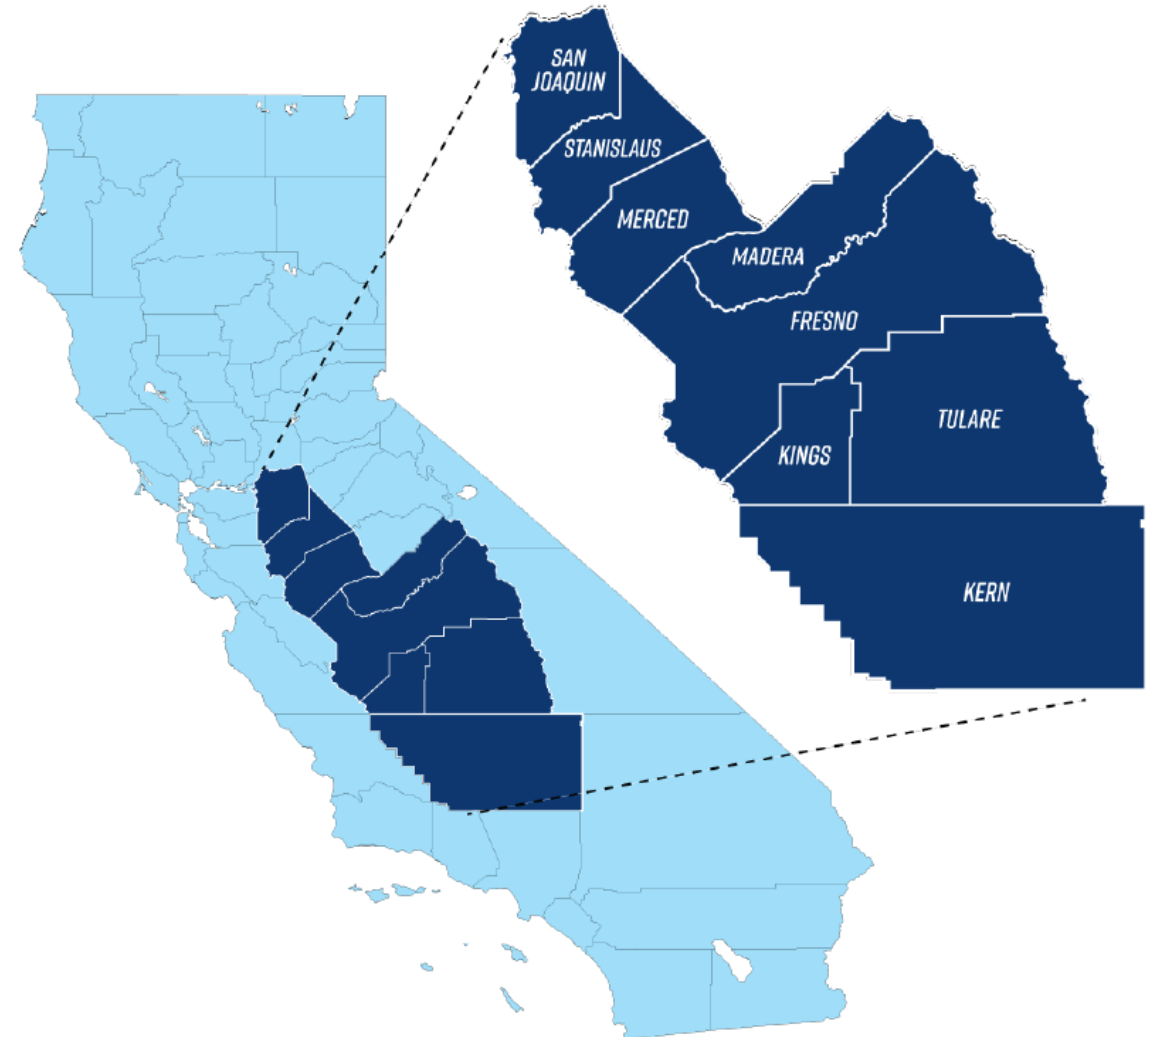 SAN
JOAQUIN
STANISLAUS
MERCED
MADERA
FRESNO
TULARE
KINGS
KERN